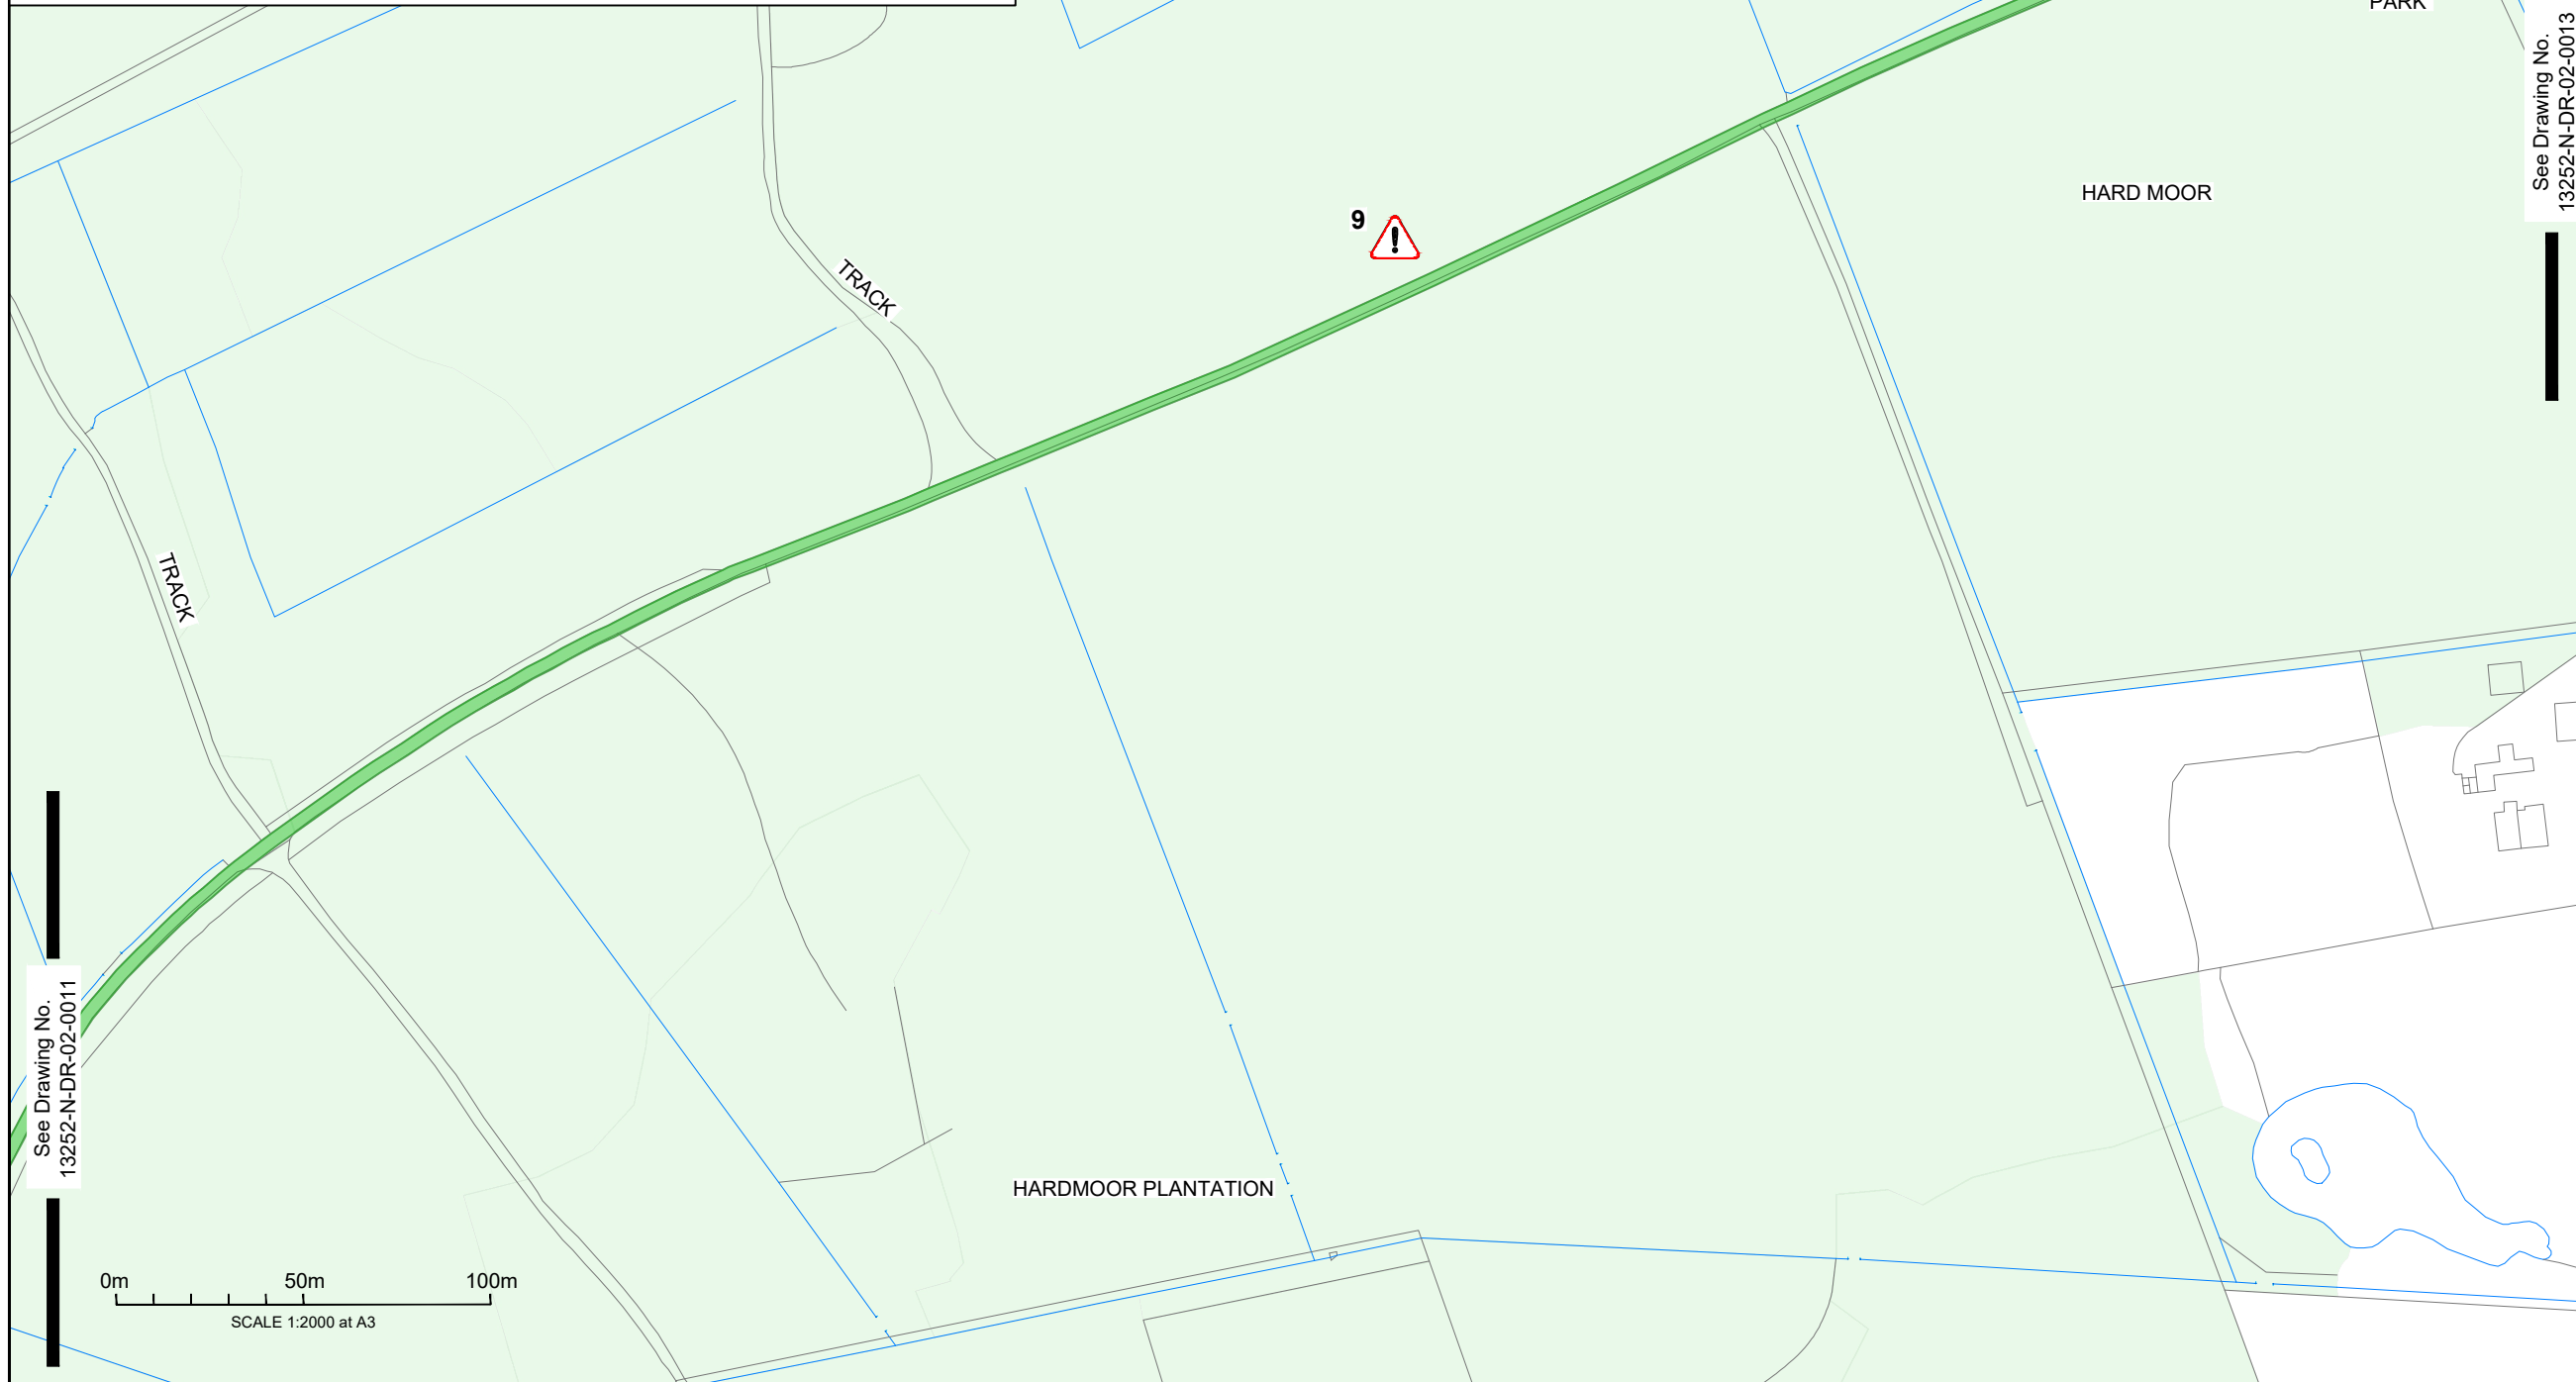 PARK
See Drawing No.
13252-N-DR-02-0013
HARD MOOR
9
TRACK
TRACK
See Drawing No.
13252-N-DR-02-0011
HARDMOOR PLANTATION
0m 50m 100m
SCALE 1:2000 at A3